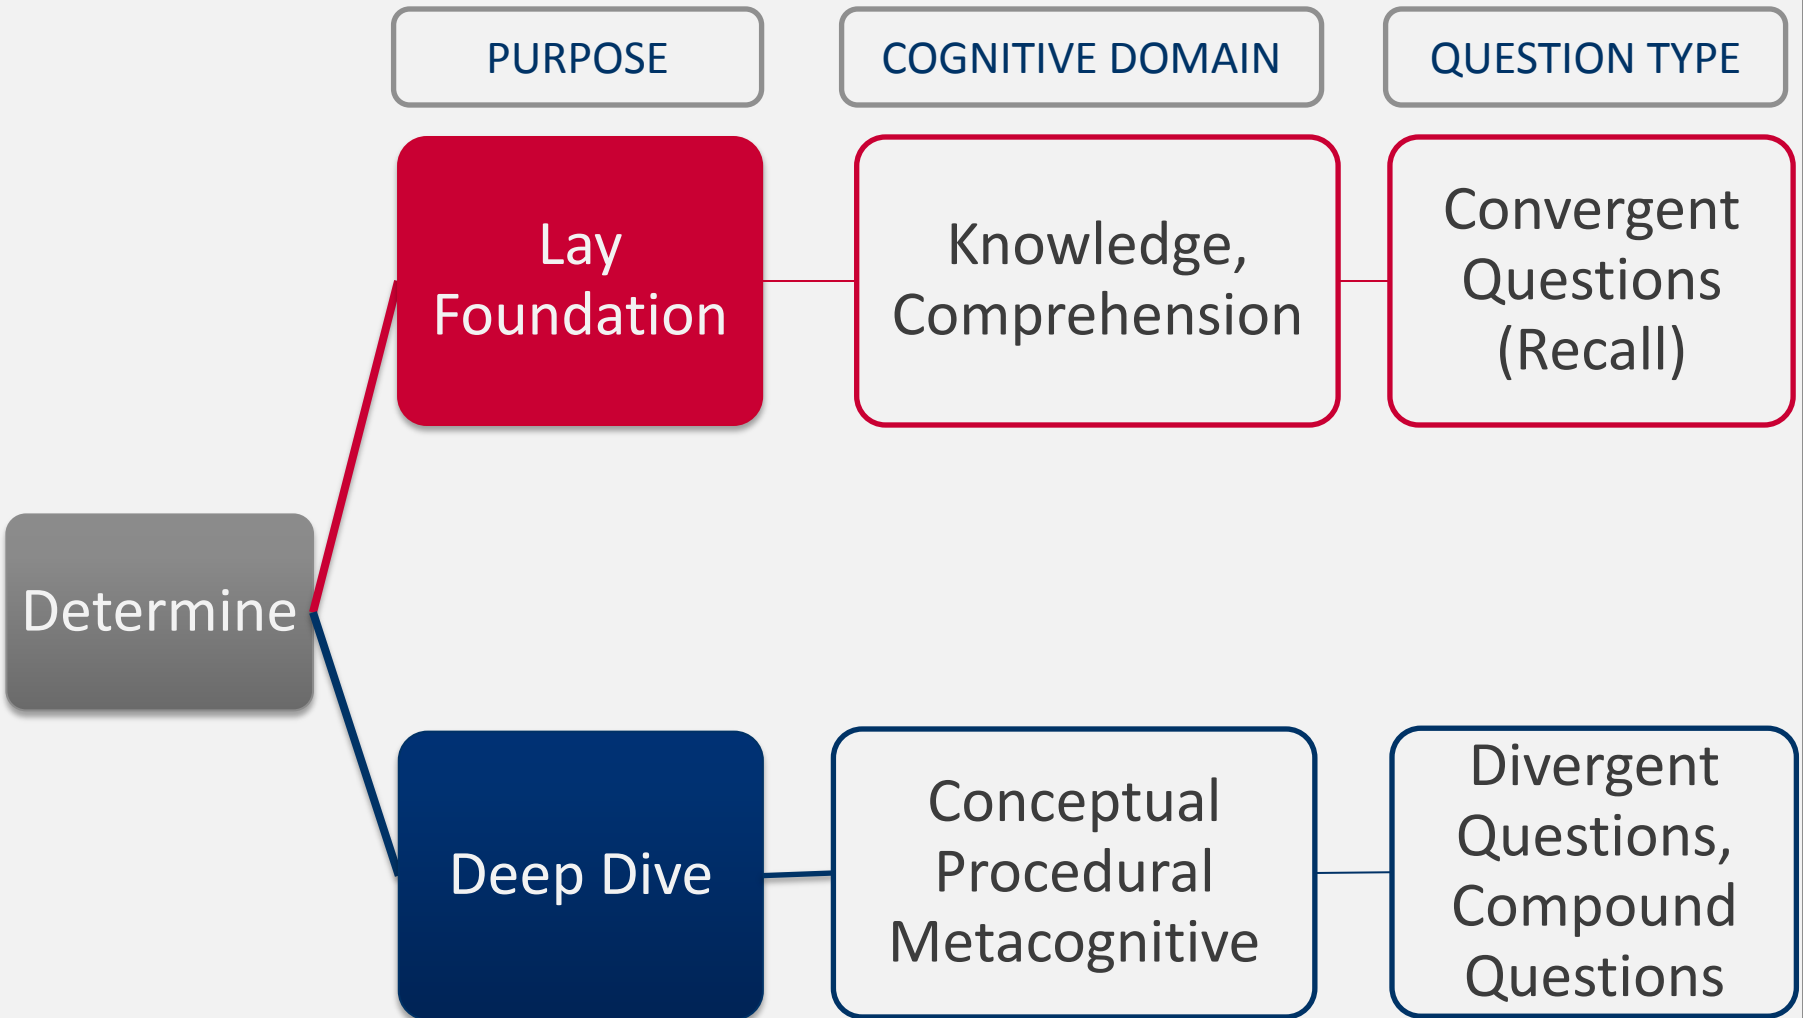 PURPOSE
COGNITIVE DOMAIN
QUESTION TYPE
Lay
Foundation
Knowledge,
Comprehension
Convergent
Questions
(Recall)
Determine
Deep Dive
Conceptual
Procedural
Metacognitive
Divergent
Questions,
Compound
Questions